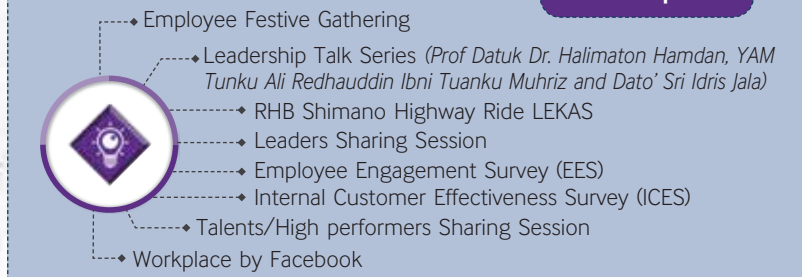 Employee Festive Gathering
Leadership Talk Series (Prof Datuk Dr. Halimaton Hamdan, YAM
Tunku Ali Redhauddin Ibni Tuanku Muhriz and Dato' Sri Idris Jala)
RHB Shimano Highway Ride LEKAS
Leaders Sharing Session
Employee Engagement Survey (EES)
Internal Customer Effectiveness Survey (ICES)
Talents/High performers Sharing Session
Workplace by Facebook